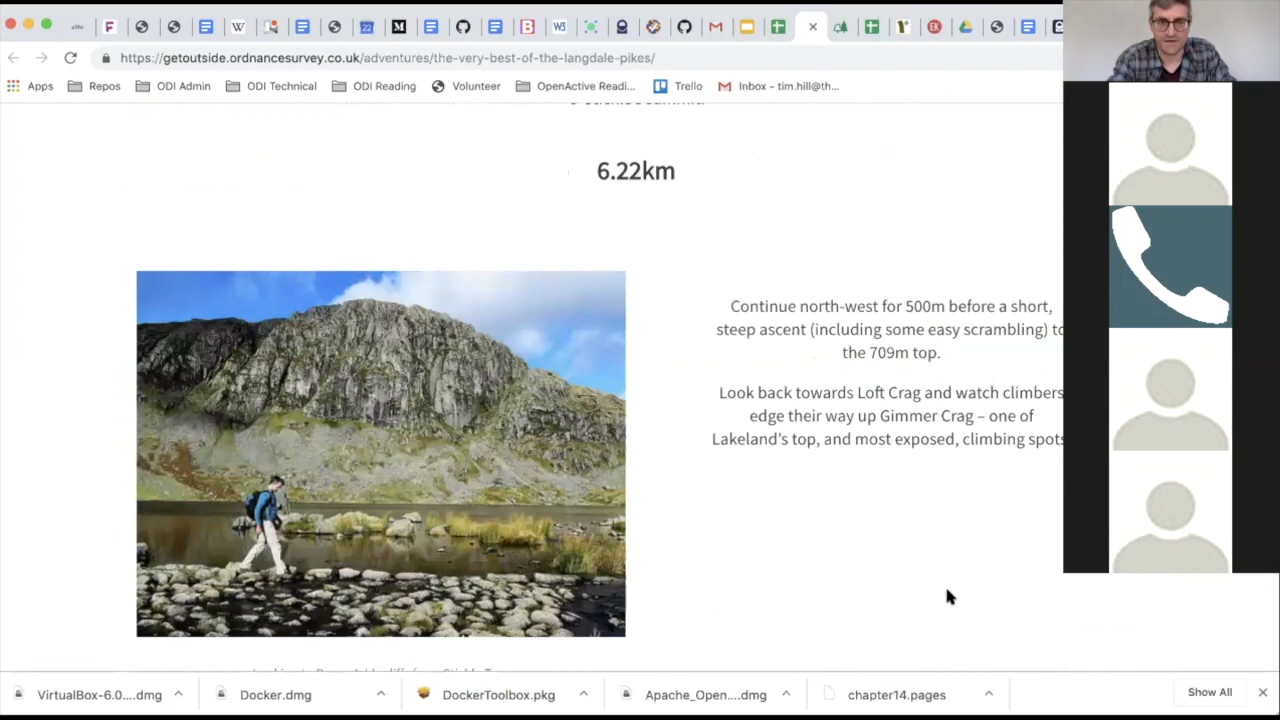 22
M
B
W3
EK
https://getoutside.ordnancesurvey.co.uk/adventures/the-very-best-of-the-langdale-pikes/
Apps Repos ODI Admin ODI Technical ODI Reading Volunteer OpenActive Readi... Trello Inbox - tim.hill@th...
6.22km
Continue north-west for 500m before a short,
steep ascent (including some easy scrambling) to
the 709m top.
Look back towards Loft Crag and watch climbers
edge their way up Gimmer Crag – one of
Lakeland's top, and most exposed, climbing spots
VirtualBox-6.0....dmg Docker.dmg DockerToolbox.pkg Apache_Open....dmg chapter14.pages Show All